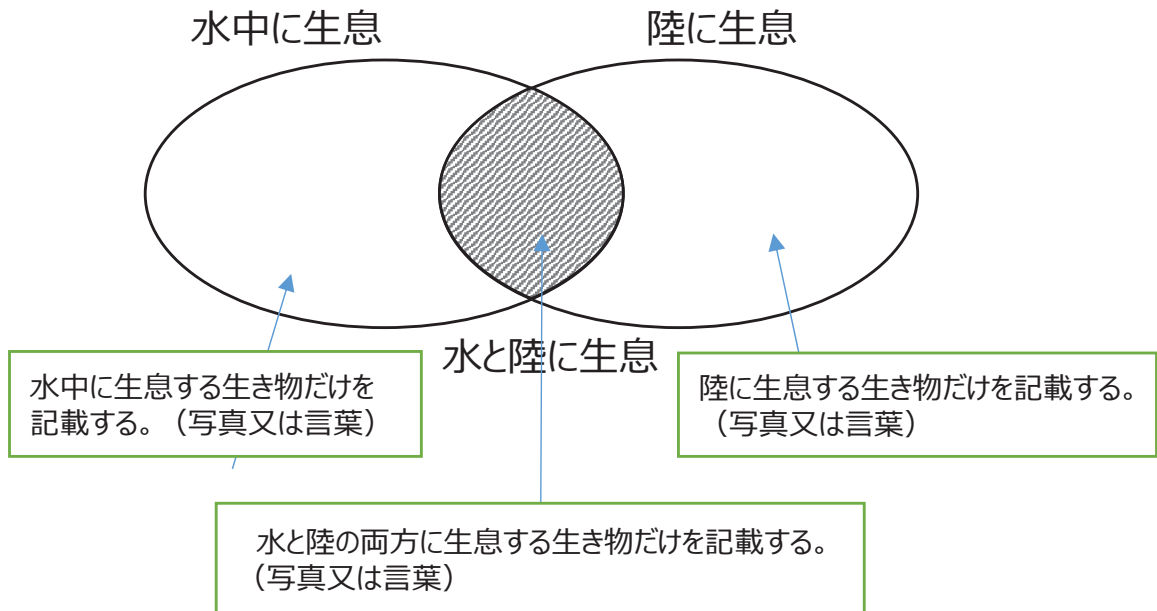 水中に生息
陸に生息
水と陸に生息
水中に生息する生き物だけを
記載する。（写真又は言葉）
陸に生息する生き物だけを記載する。
（写真又は言葉）
水と陸の両方に生息する生き物だけを記載する。
（写真又は言葉）